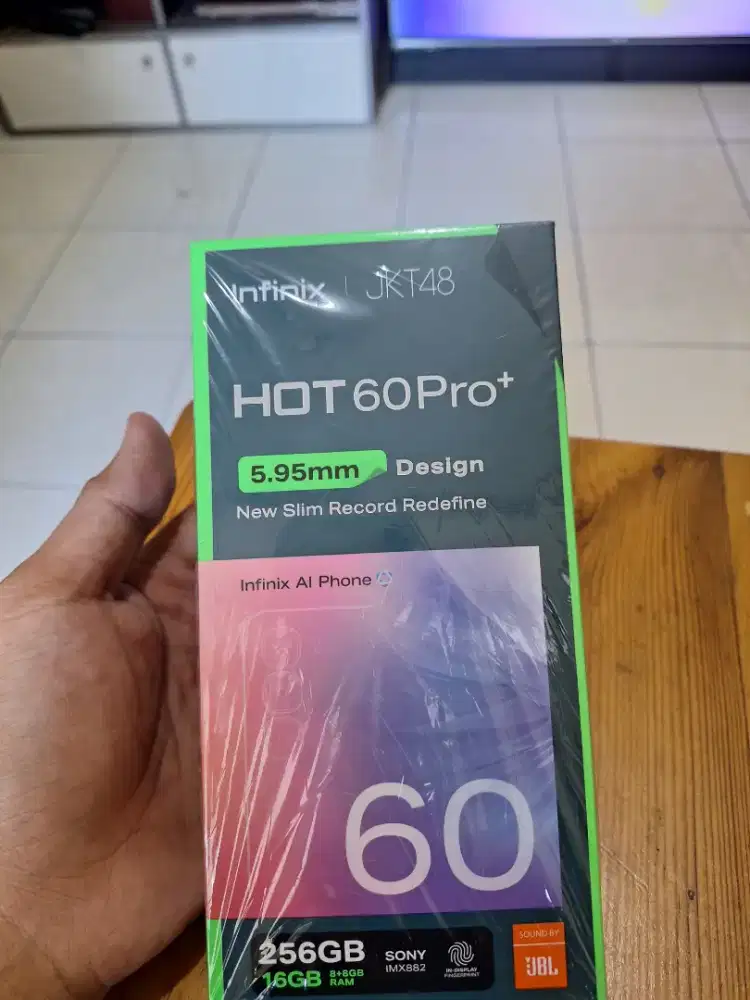 Infinix | JKT48
HOT 60 Pro+
5.95mm Design
New Slim Record Redefine
Infinix AI Phone
60
256GB
16GB 8+8GB RAM
SONY
IMX882
IN-DISPLAY
FINGERPRINT
SOUND BY
JBL